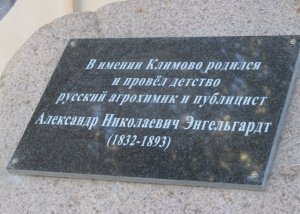 В имении Климово родился
и провёл детство
русский агрохимик и публицист
Александр Николаевич Энгельгардт
(1832-1893)